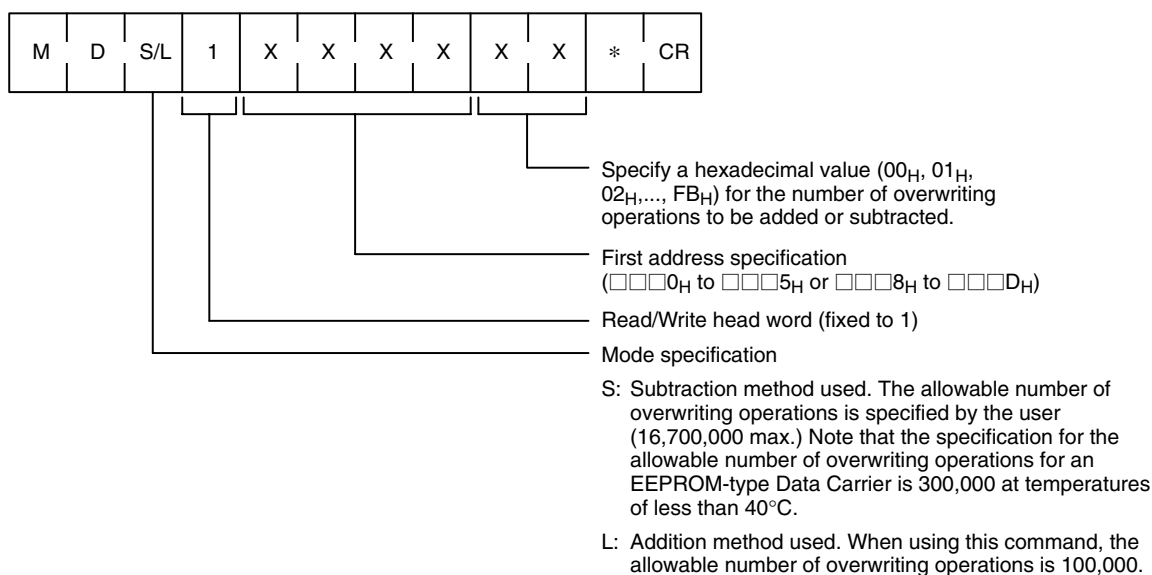 M D S/L 1 X X X X X X * CR
Specify a hexadecimal value (00H, 01H,
02H,..., FBH) for the number of overwriting
operations to be added or subtracted.
First address specification
(□□□0H to □□□5H or □□□8H to □□□DH)
Read/Write head word (fixed to 1)
Mode specification
S: Subtraction method used. The allowable number of
overwriting operations is specified by the user
(16,700,000 max.) Note that the specification for the
allowable number of overwriting operations for an
EEPROM-type Data Carrier is 300,000 at temperatures
of less than 40°C.
L: Addition method used. When using this command, the
allowable number of overwriting operations is 100,000.